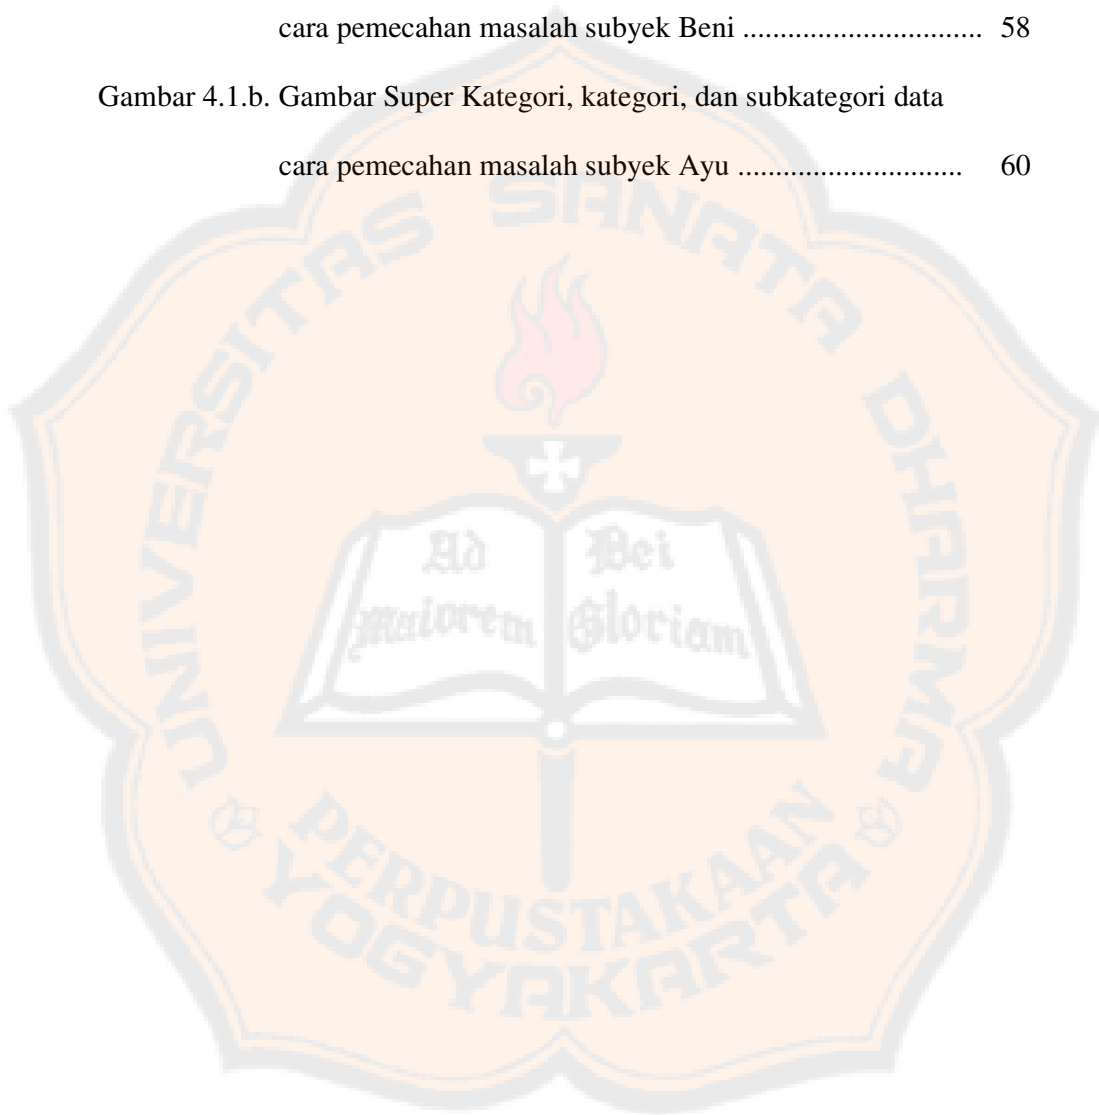 cara pemecahan masalah subyek Beni ................................ 58
Gambar 4.1.b. Gambar Super Kategori, kategori, dan subkategori data
cara pemecahan masalah subyek Ayu .............................. 60
UNIVERSITAS SANATA DHARMA
Ad Dei
maiorem Gloriam
PERPUSTAKAAN
YOGYAKARTA